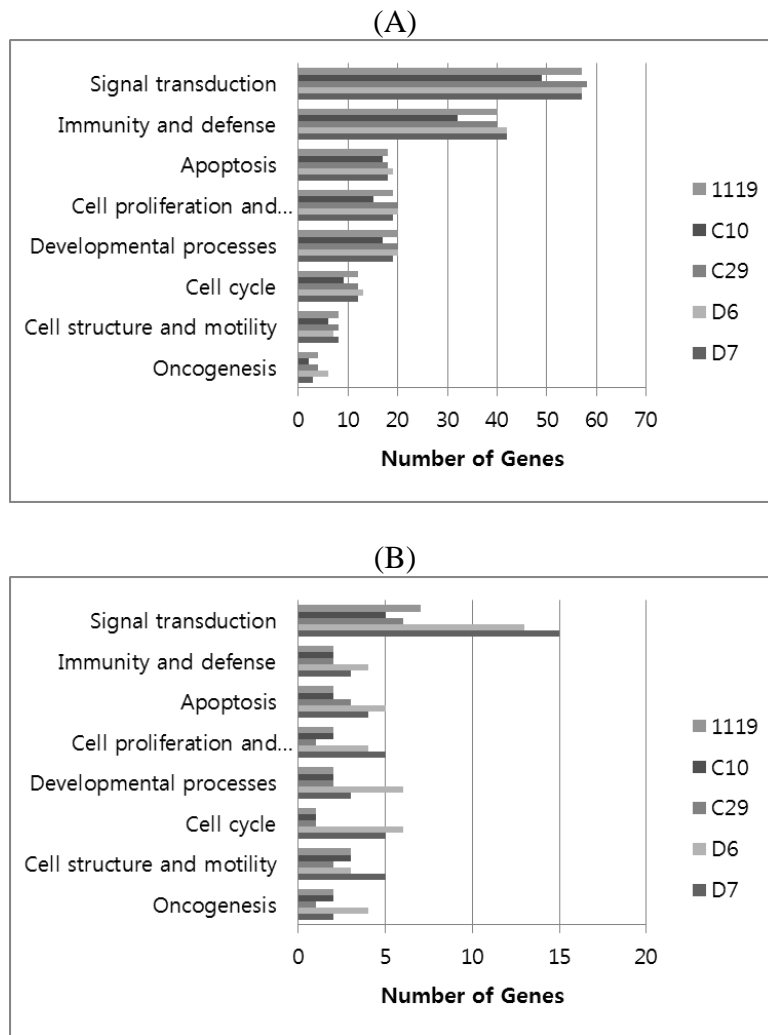 (A)
Signal transduction
Immunity and defense
Apoptosis
Cell proliferation and...
Developmental processes
Cell cycle
Cell structure and motility
Oncogenesis
0 10 20 30 40 50 60 70
Number of Genes
1119
C10
C29
D6
D7
(B)
Signal transduction
Immunity and defense
Apoptosis
Cell proliferation and...
Developmental processes
Cell cycle
Cell structure and motility
Oncogenesis
0 5 10 15 20
Number of Genes
1119
C10
C29
D6
D7